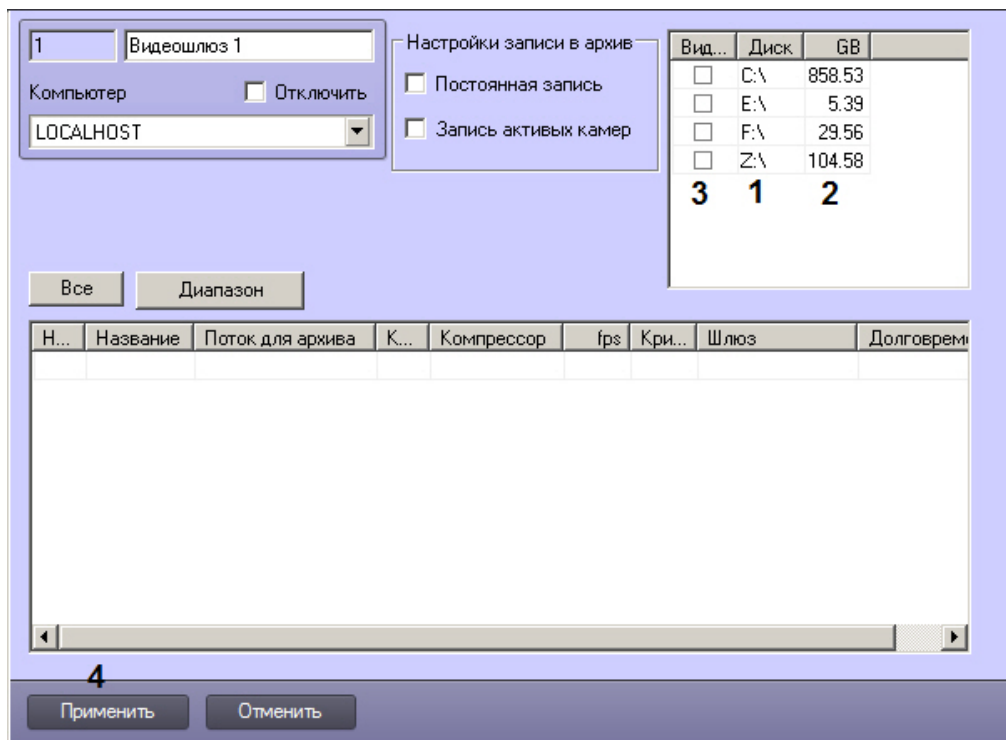 1 Видеошлюз 1
Компьютер Отключить
LOCALHOST
Настройки записи в архив
Постоянная запись
Запись активных камер
Вид... Диск GB
C:\ 858.53
E:\ 5.39
F:\ 29.56
Z:\ 104.58
3 1 2
Все Диапазон
Н... Название Поток для архива К... Компрессор fps Кри... Шлюз Долговреме
4
Применить Отменить